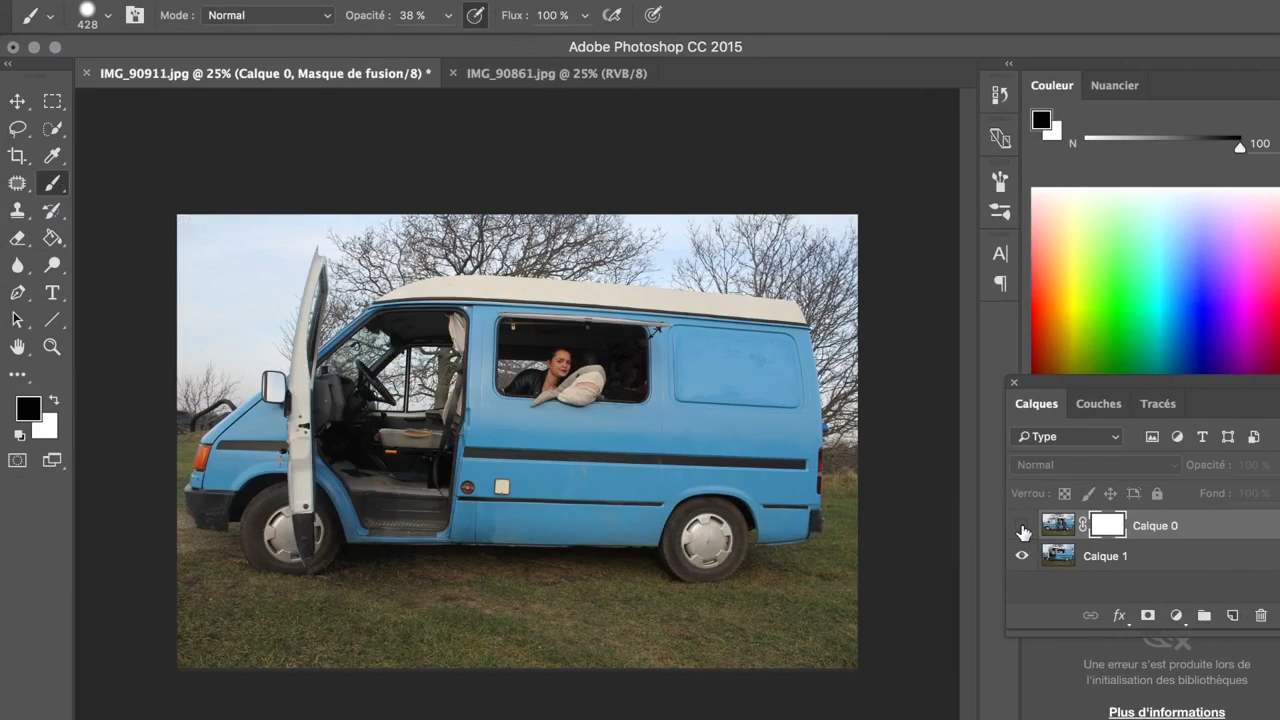 Mode : Normal Opacité : 38 % Flux : 100 %
428
Adobe Photoshop CC 2015
IMG_90911.jpg @ 25% (Calque 0, Masque de fusion/8) * IMG_90861.jpg @ 25% (RVB/8)
Couleur Nuancier
N 100
Calques Couches Tracés
Type
Normal Opacité : 100 %
Verrou : Fond : 100 %
Calque 0
Calque 1
fx
Une erreur s'est produite lors de
l'initialisation des bibliothèques
Plus d'informations